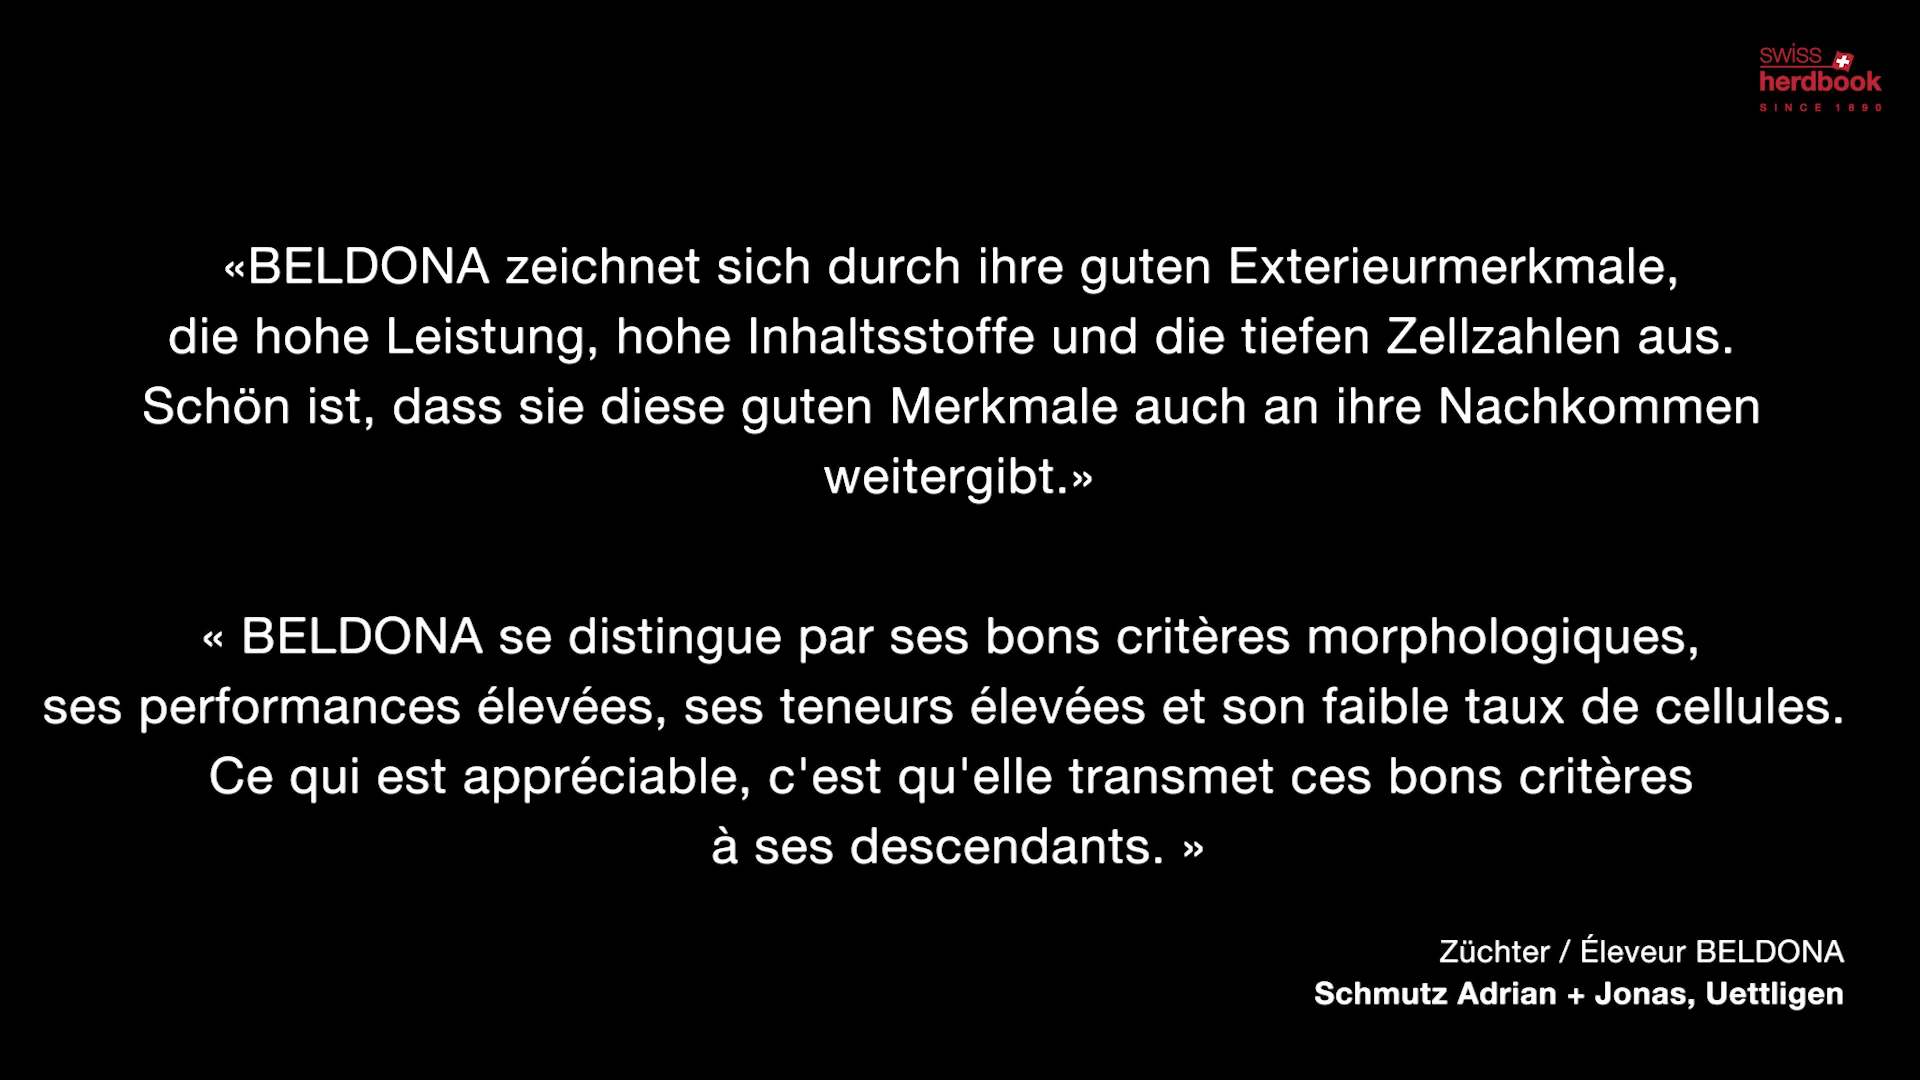 swiss
herdbook
SINCE 1890
«BELDONA zeichnet sich durch ihre guten Exterieurmerkmale,
die hohe Leistung, hohe Inhaltsstoffe und die tiefen Zellzahlen aus.
Schön ist, dass sie diese guten Merkmale auch an ihre Nachkommen
weitergibt.»
« BELDONA se distingue par ses bons critères morphologiques,
ses performances élevées, ses teneurs élevées et son faible taux de cellules.
Ce qui est appréciable, c'est qu'elle transmet ces bons critères
à ses descendants. »
Züchter / Éleveur BELDONA
Schmutz Adrian + Jonas, Uettligen